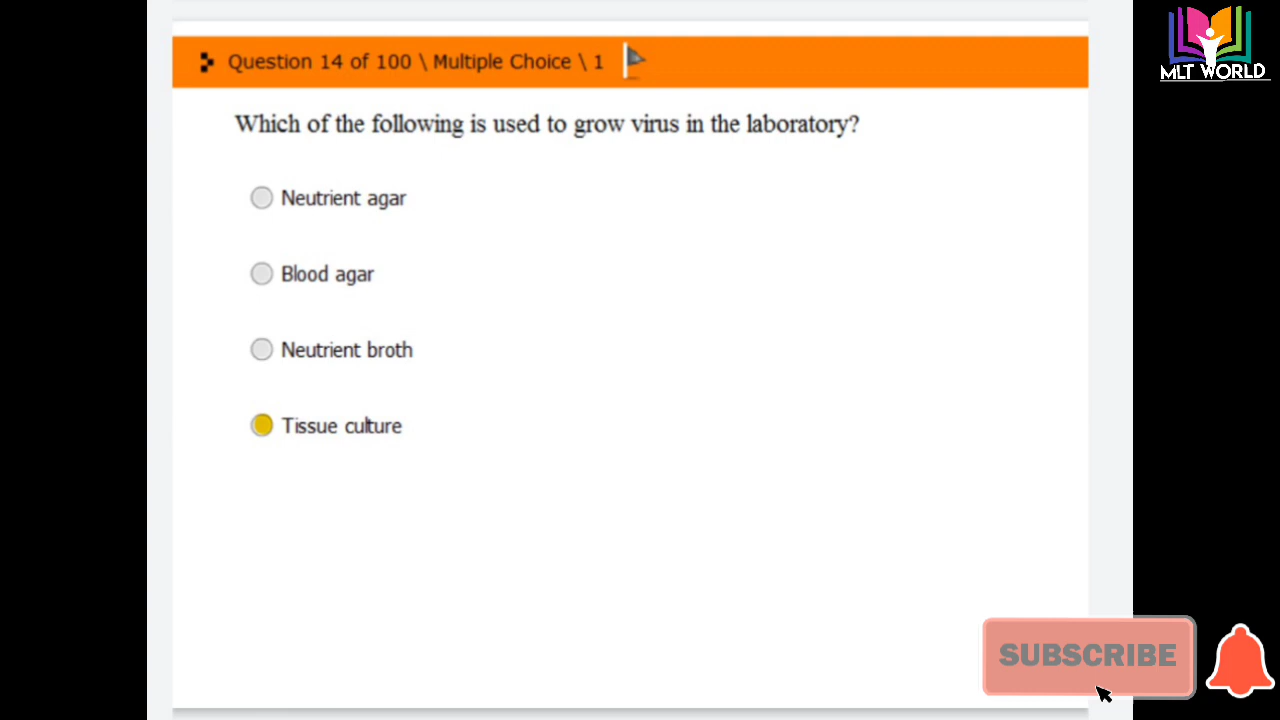 MLT WORLD
Question 14 of 100 \ Multiple Choice \ 1
Which of the following is used to grow virus in the laboratory?
Neutrient agar
Blood agar
Neutrient broth
Tissue culture
SUBSCRIBE